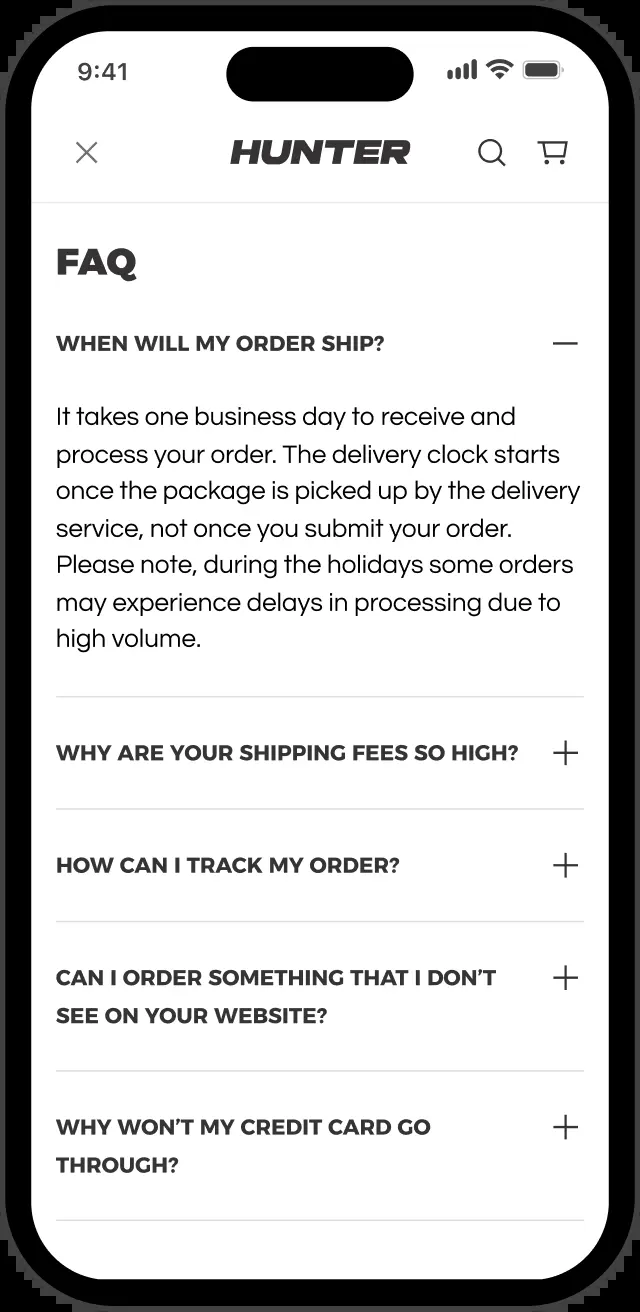 9:41
HUNTER
FAQ
WHEN WILL MY ORDER SHIP?
It takes one business day to receive and
process your order. The delivery clock starts
once the package is picked up by the delivery
service, not once you submit your order.
Please note, during the holidays some orders
may experience delays in processing due to
high volume.
WHY ARE YOUR SHIPPING FEES SO HIGH?
HOW CAN I TRACK MY ORDER?
CAN I ORDER SOMETHING THAT I DON’T
SEE ON YOUR WEBSITE?
WHY WON’T MY CREDIT CARD GO
THROUGH?